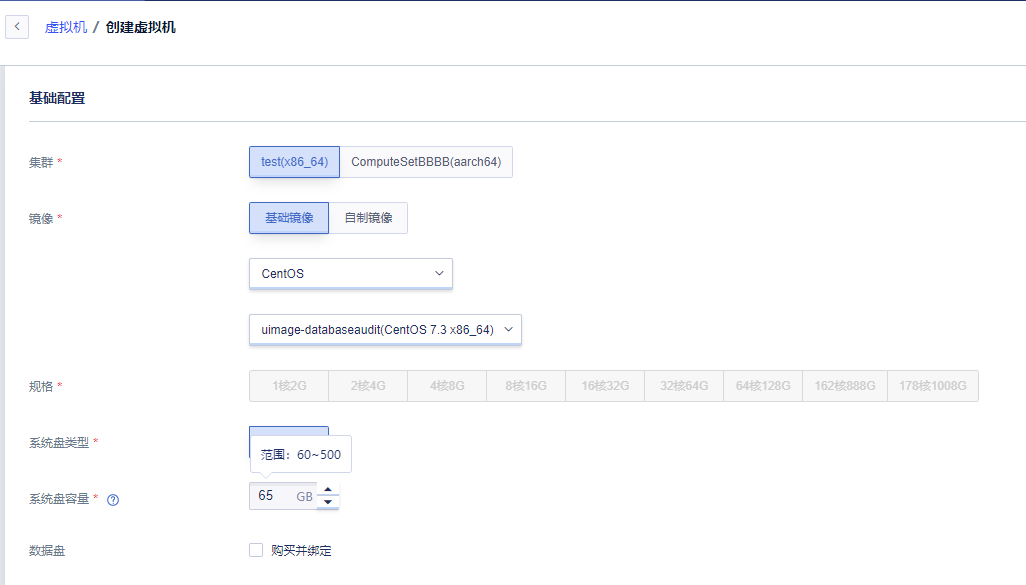 虚拟机 / 创建虚拟机
基础配置
集群 * test(x86_64) ComputeSetBBBB(aarch64)
镜像 * 基础镜像 自制镜像
CentOS
uimage-databaseaudit(CentOS 7.3 x86_64)
规格 * 1核2G 2核4G 4核8G 8核16G 16核32G 32核64G 64核128G 162核888G 178核1008G
系统盘类型 *
范围：60~500
系统盘容量 * ? 65 GB
数据盘 购买并绑定